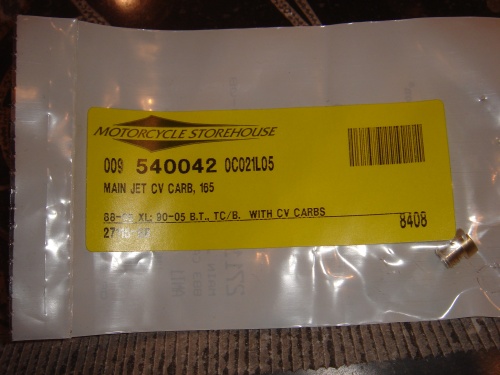 MOTORCYCLE STOREHOUSE
009 540042 0C021L05
MAIN JET CV CARB, 165
XL; 90-05 B.T., TC/B. WITH CV CARBS
8408